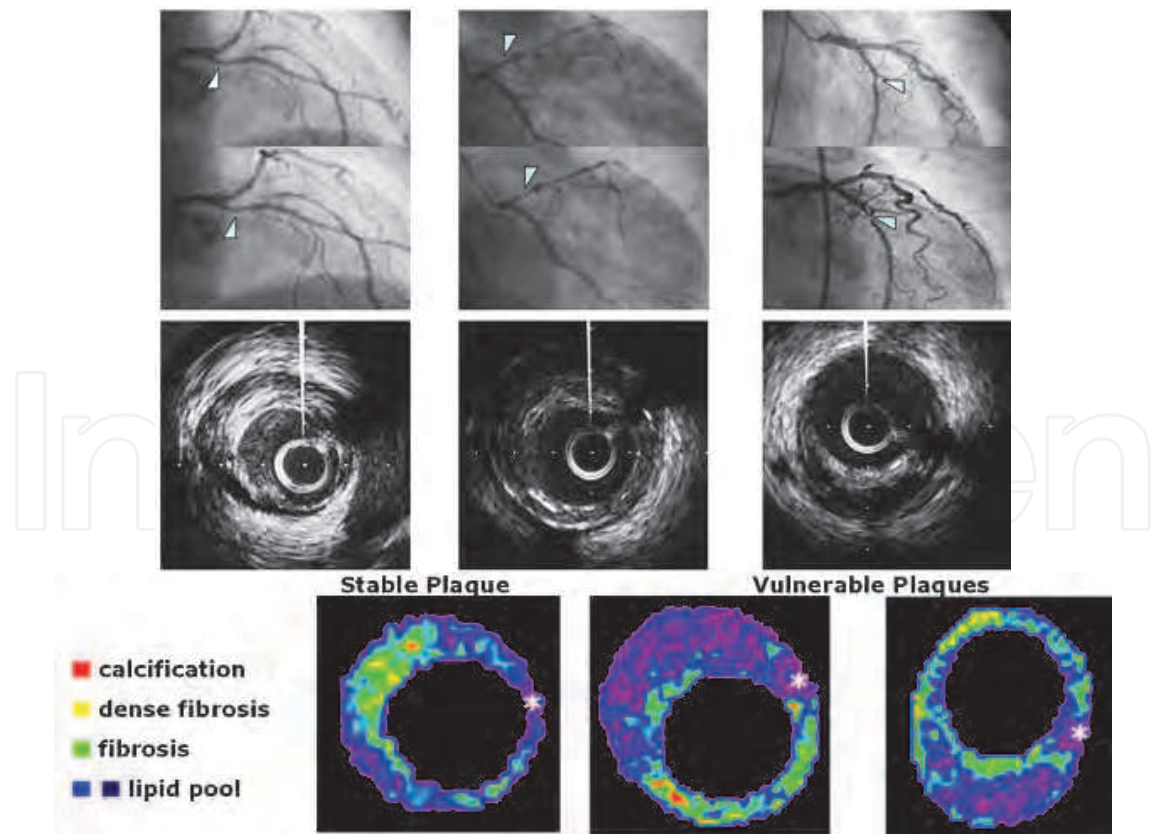 Stable Plaque
Vulnerable Plaques
calcification
dense fibrosis
fibrosis
lipid pool